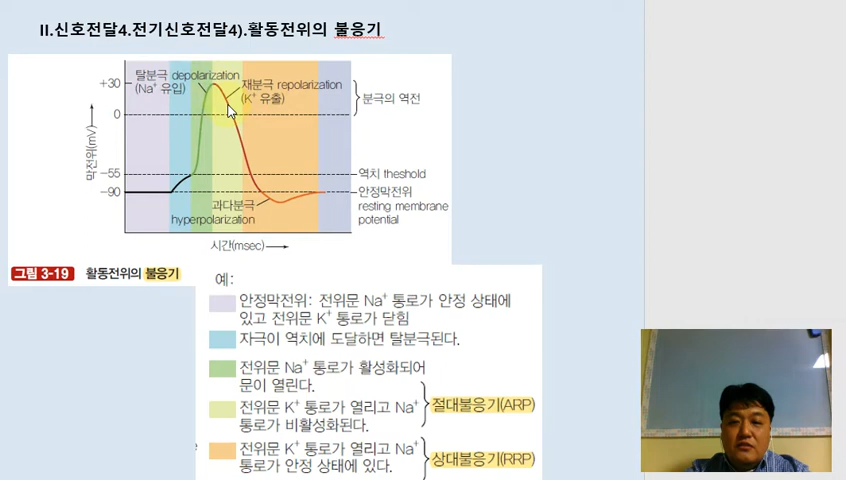 II.신호전달4.전기신호전달4).활동전위의 불응기
탈분극 depolarization
(Na⁺ 유입)
재분극 repolarization
(K⁺ 유출)
분극의 역전
+30
0
-55
-90
막전위(mV)
역치 theshold
안정막전위
resting membrane
potential
과다분극
hyperpolarization
시간(msec)
그림 3-19 활동전위의 불응기
예:
안정막전위: 전위문 Na⁺ 통로가 안정 상태에
있고 전위문 K⁺ 통로가 닫힘
자극이 역치에 도달하면 탈분극된다.
전위문 Na⁺ 통로가 활성화되어
문이 열린다.
전위문 K⁺ 통로가 열리고 Na⁺
통로가 비활성화된다.
절대불응기(ARP)
전위문 K⁺ 통로가 열리고 Na⁺
통로가 안정 상태에 있다.
상대불응기(RRP)